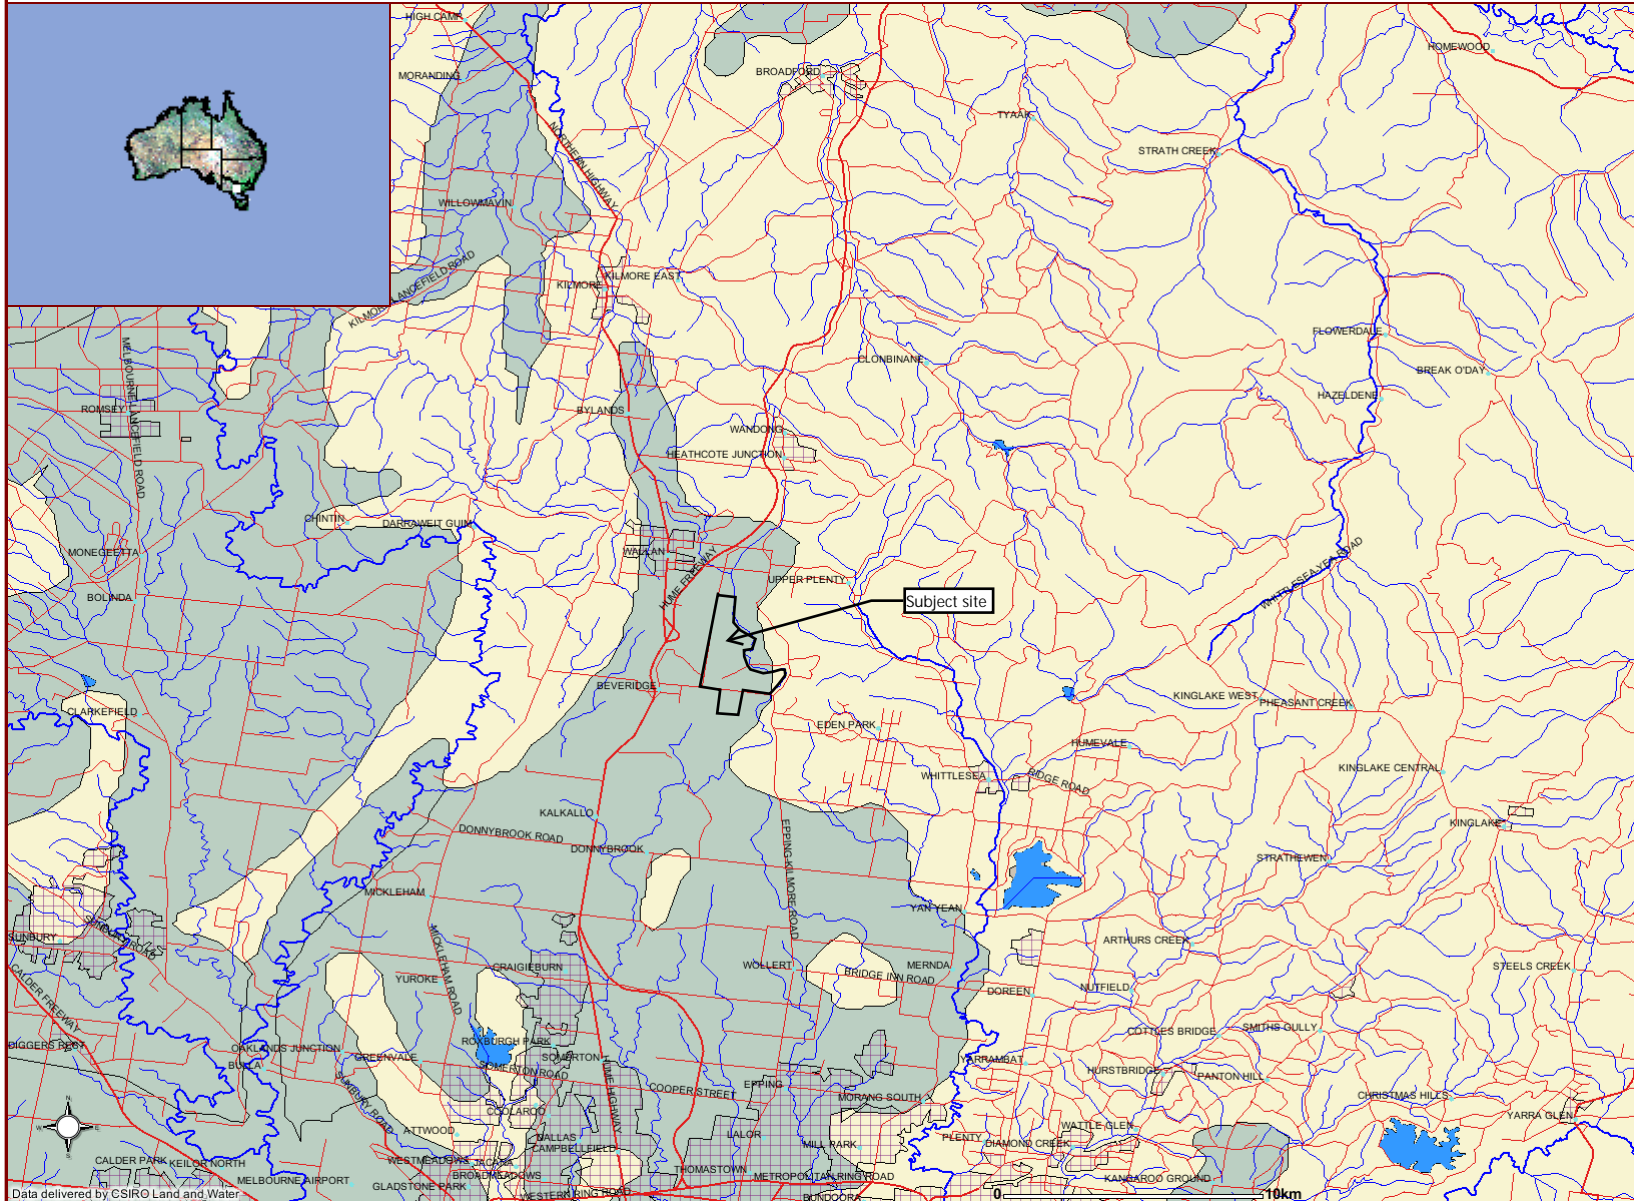 HIGH CAMP
HOMEWOOD
MORANDING
BROADFORD
TYAAK
NORTHERN HIGHWAY
STRATH CREEK
WILLOWMAVIN
KILMORE LANCEFIELD ROAD
KILMORE EAST
KILMORE
FLOWERDALE
MELBOURNE LANCEFIELD ROAD
CLONBINANE
BREAK O'DAY
HAZELDENE
ROMSEY
BYLANDS
WANDONG
HEATHCOTE JUNCTION
CHINTIN
DARRAWEIT GUIM
MONEGEETTA
WALLAN
HUME FREEWAY
UPPER PLENTY
WHITTLESEA-YEA ROAD
BOLINDA
Subject site
BEVERIDGE
KINGLAKE WEST
PHEASANT CREEK
CLARKEFIELD
EDEN PARK
HUMEVALE
WHITTLESEA
RIDGE ROAD
KINGLAKE CENTRAL
KALKALLO
DONNYBROOK ROAD
DONNYBROOK
EPPING-KILMORE ROAD
KINGLAKE
STRATHEWEN
MICKLEHAM
YAN YEAN
SUNBURY
SUNBURY ROAD
MICKLEHAM ROAD
ARTHURS CREEK
CRAIGIEBURN
YUROKE
WOLLERT
BRIDGE INN ROAD
MERNDA
STEELS CREEK
CALDER FREEWAY
DOREEN
NUTFIELD
COTTLES BRIDGE
SMITHS GULLY
DIGGERS REST
OAKLANDS JUNCTION
BULLA
GREENVALE
ROXBURGH PARK
SOMERTON
SOMERTON ROAD
YARRAMBAT
HURSTBRIDGE
PANTON HILL
SUNBURY ROAD
HUME HIGHWAY
COOPER STREET
EPPING
MORANG SOUTH
CHRISTMAS HILLS
YARRA GLEN
COOLAROO
ATTWOOD
DALLAS
CAMPBELLFIELD
LALOR
MILL PARK
PLENTY
DIAMOND CREEK
WATTLE GLEN
CALDER PARK
KEILOR NORTH
WESTMEADOWS
JACANA
BROADMEADOWS
THOMASTOWN
METROPOLITAN RING ROAD
KANGAROO GROUND
MELBOURNE AIRPORT
GLADSTONE PARK
WESTERN RING ROAD
BUNDOORA
N
W
E
S
0
10km
Data delivered by CSIRO Land and Water